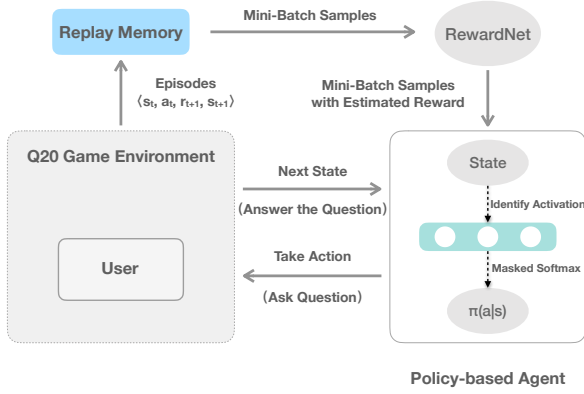 Replay Memory
Mini-Batch Samples
RewardNet
Episodes
⟨st, at, rt+1, st+1⟩
Mini-Batch Samples
with Estimated Reward
Q20 Game Environment
User
Next State
(Answer the Question)
Take Action
(Ask Question)
State
Identify Activation
Masked Softmax
π(a|s)
Policy-based Agent